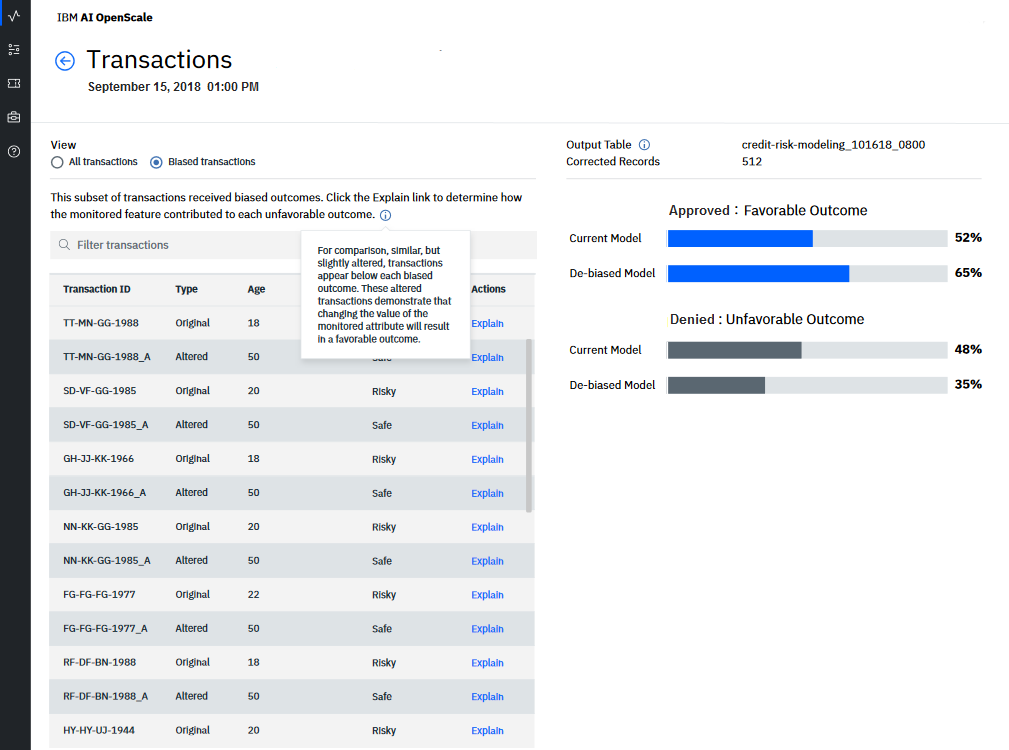 IBM AI OpenScale
Transactions
September 15, 2018 01:00 PM
View
All transactions Biased transactions
This subset of transactions received biased outcomes. Click the Explain link to determine how
the monitored feature contributed to each unfavorable outcome.
Filter transactions
For comparison, similar, but
slightly altered, transactions
appear below each biased
outcome. These altered
transactions demonstrate that
changing the value of the
monitored attribute will result
in a favorable outcome.
Transaction ID Type Age Actions
TT-MN-GG-1988 Original 18 Explain
TT-MN-GG-1988_A Altered 50 Safe Explain
SD-VF-GG-1985 Original 20 Risky Explain
SD-VF-GG-1985_A Altered 50 Safe Explain
GH-JJ-KK-1966 Original 18 Risky Explain
GH-JJ-KK-1966_A Altered 50 Safe Explain
NN-KK-GG-1985 Original 20 Risky Explain
NN-KK-GG-1985_A Altered 50 Safe Explain
FG-FG-FG-1977 Original 22 Risky Explain
FG-FG-FG-1977_A Altered 50 Safe Explain
RF-DF-BN-1988 Original 18 Risky Explain
RF-DF-BN-1988_A Altered 50 Safe Explain
HY-HY-UJ-1944 Original 20 Risky Explain
Output Table credit-risk-modeling_101618_0800
Corrected Records 512
Approved : Favorable Outcome
Current Model 52%
De-biased Model 65%
Denied : Unfavorable Outcome
Current Model 48%
De-biased Model 35%